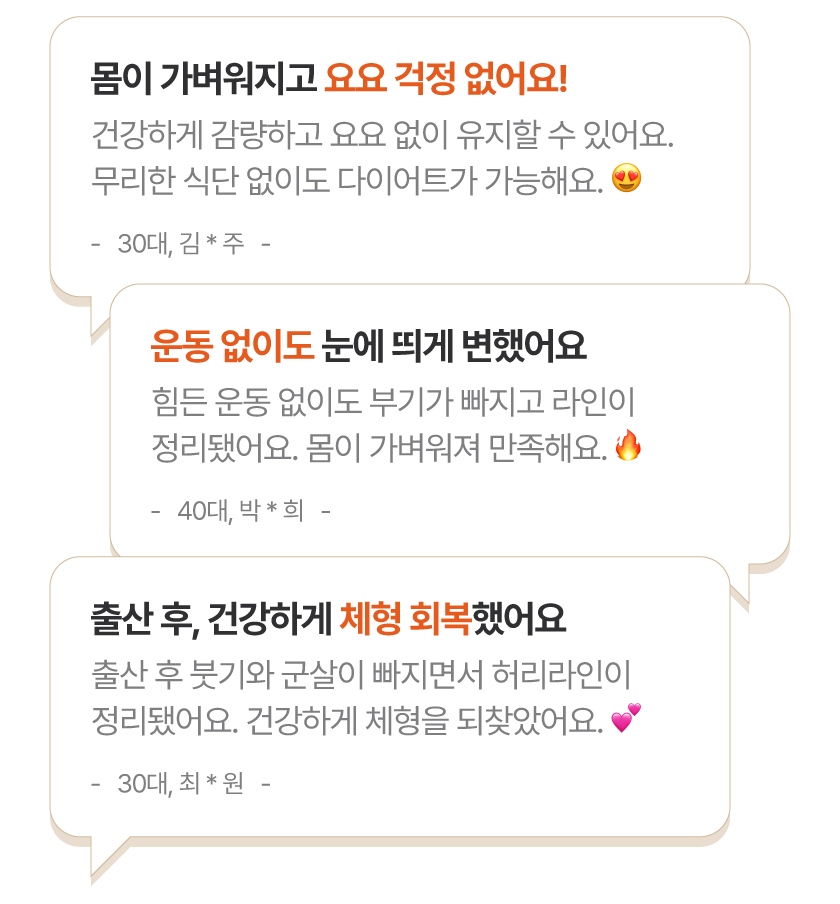 몸이 가벼워지고 요요 걱정 없어요!
건강하게 감량하고 요요 없이 유지할 수 있어요.
무리한 식단 없이도 다이어트가 가능해요. 😍
- 30대, 김 * 주 -
운동 없이도 눈에 띄게 변했어요
힘든 운동 없이도 부기가 빠지고 라인이
정리됐어요. 몸이 가벼워져 만족해요. 🔥
- 40대, 박 * 희 -
출산 후, 건강하게 체형 회복했어요
출산 후 붓기와 군살이 빠지면서 허리라인이
정리됐어요. 건강하게 체형을 되찾았어요. 💕
- 30대, 최 * 원 -